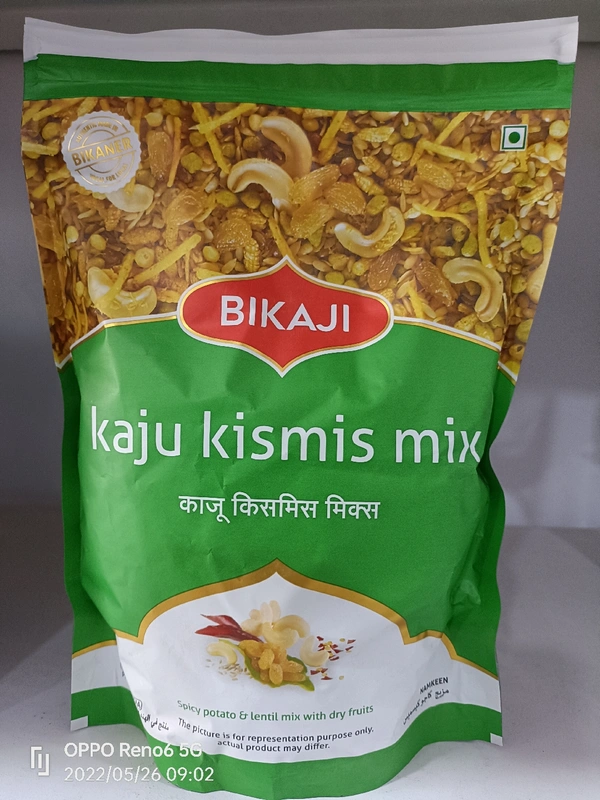 BIKANER
BIKAJI
kaju kismis mix
काजू किसमिस मिक्स
Spicy potato & lentil mix with dry fruits
The picture is for representation purpose only.
actual product may differ.
NAMKEEN
OPPO Reno6 5G
2022/05/26 09:02